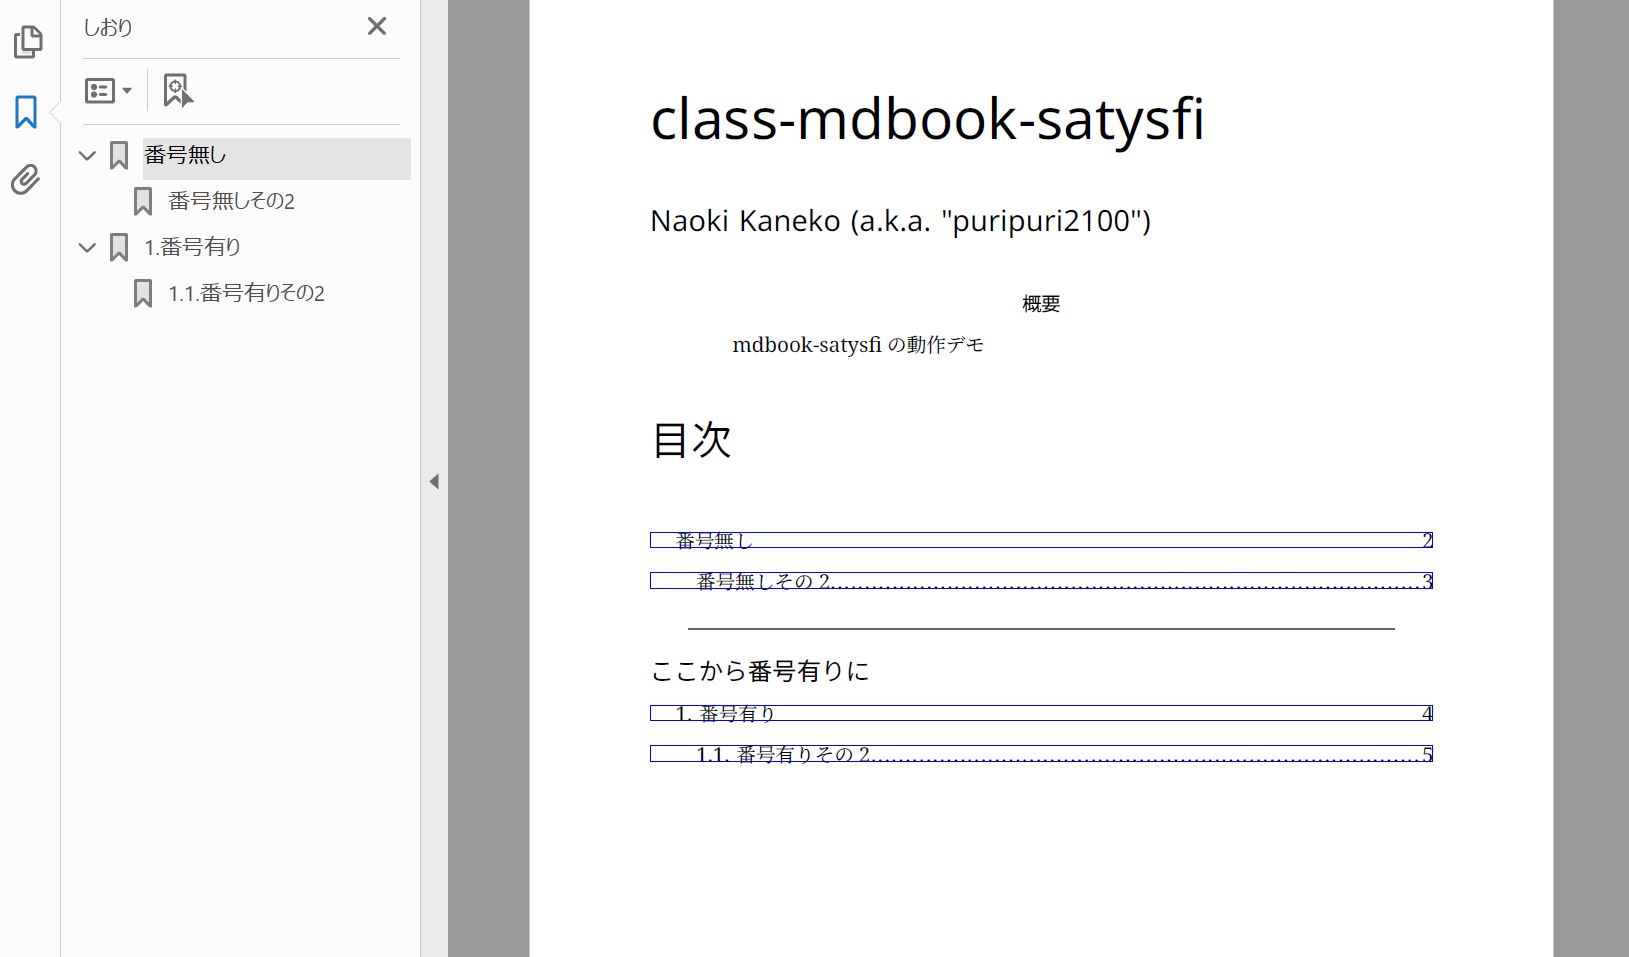 しおり
番号無し
番号無しその2
1.番号有り
1.1.番号有りその2
class-mdbook-satysfi
Naoki Kaneko (a.k.a. "puripuri2100")
概要
mdbook-satysfi の動作デモ
目次
番号無し 2
番号無しその 2........................................................................................................3
ここから番号有りに
1. 番号有り 4
1.1. 番号有りその 2.................................................................................................5